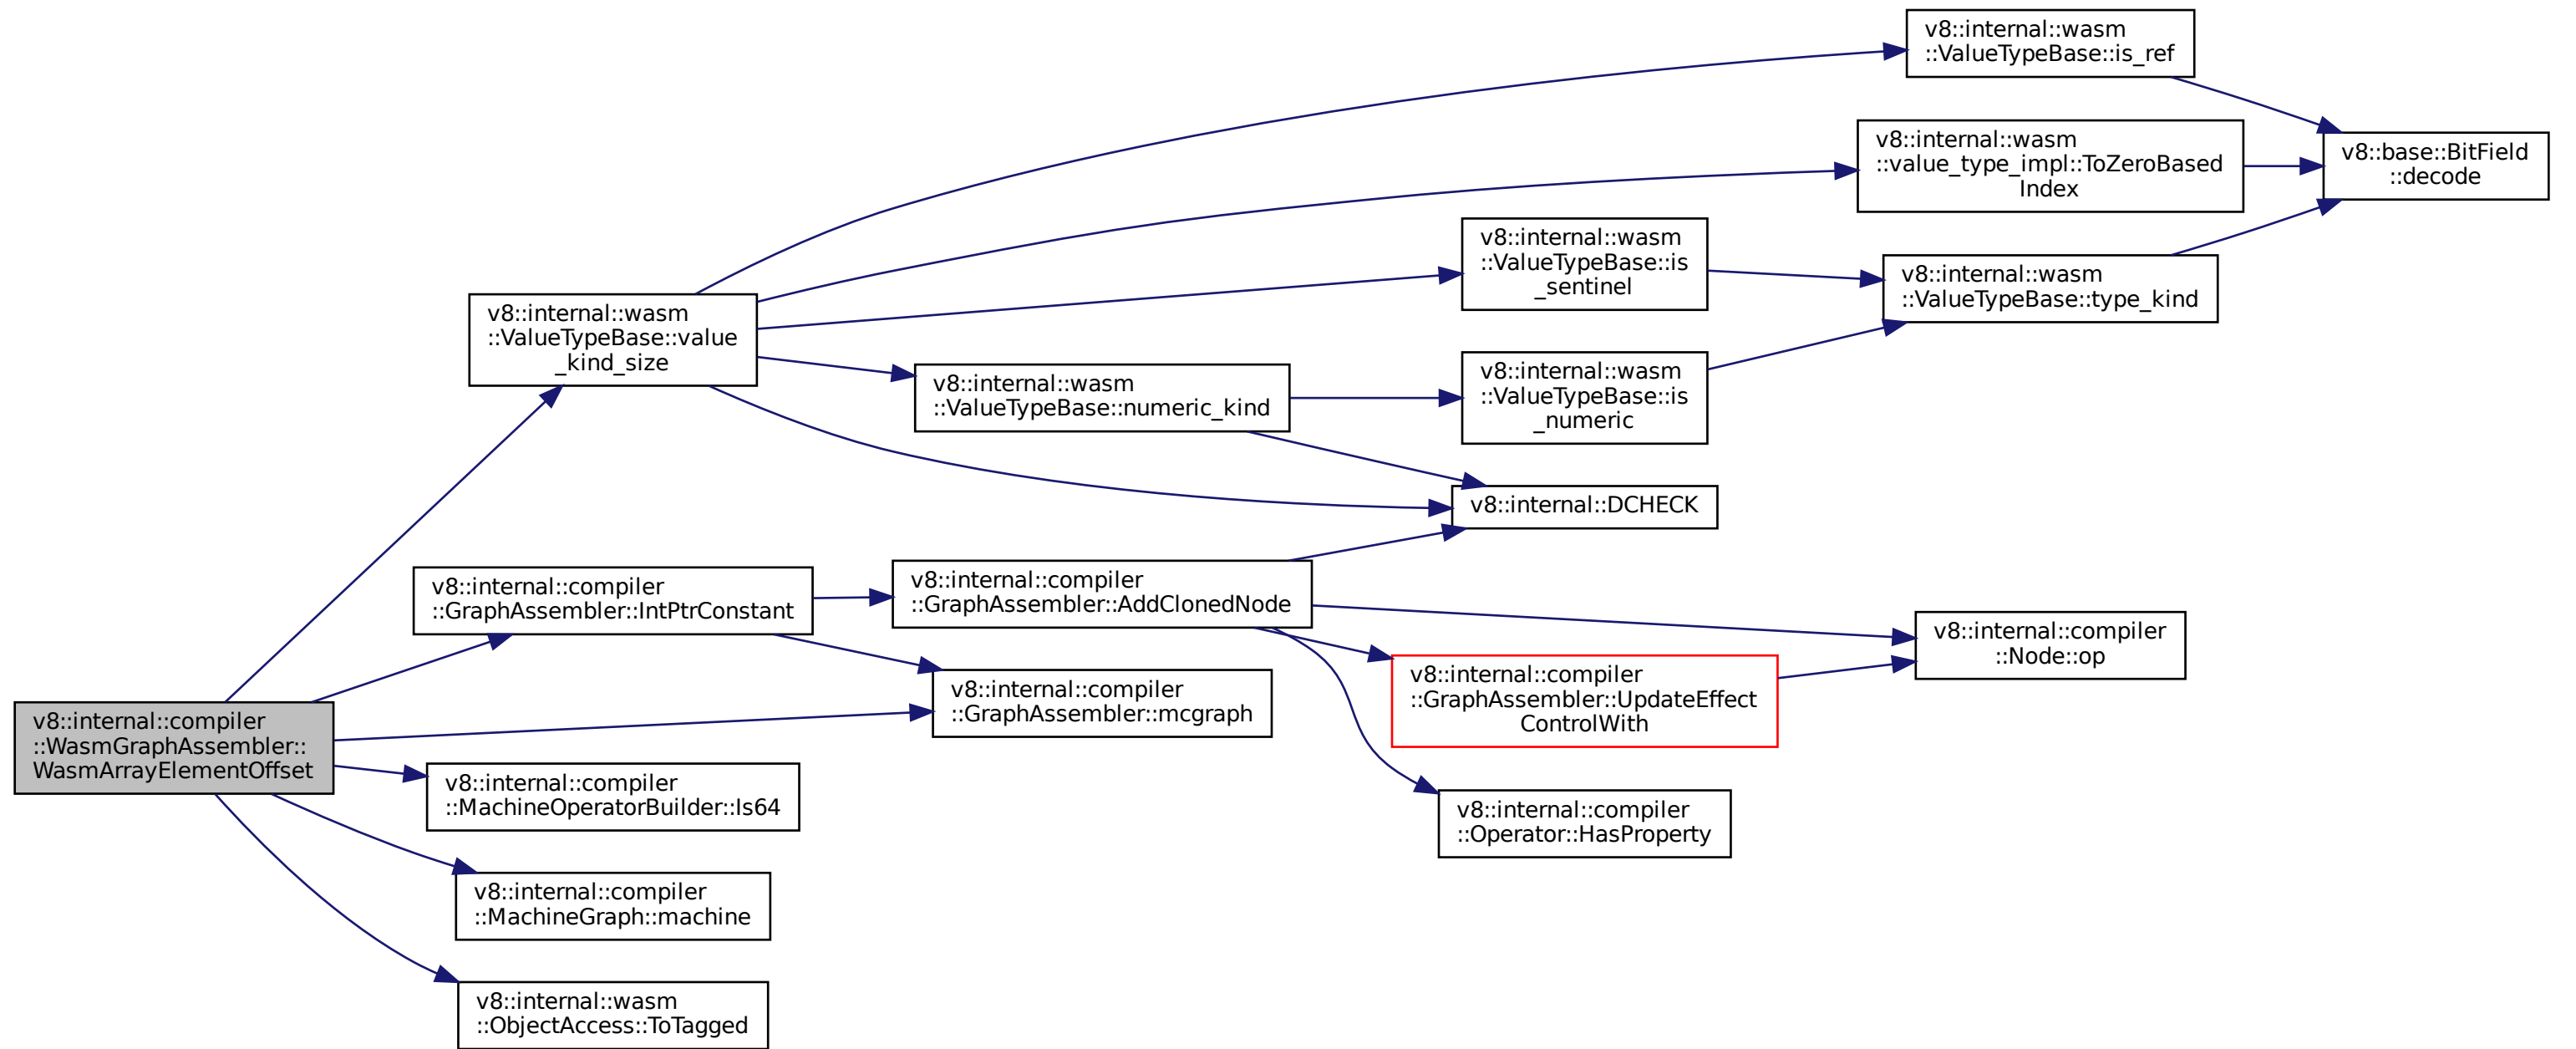 v8::internal::wasm
::ValueTypeBase::is_ref
v8::internal::wasm
::value_type_impl::ToZeroBased
Index
v8::base::BitField
::decode
v8::internal::wasm
::ValueTypeBase::is
_sentinel
v8::internal::wasm
::ValueTypeBase::type_kind
v8::internal::wasm
::ValueTypeBase::value
_kind_size
v8::internal::wasm
::ValueTypeBase::numeric_kind
v8::internal::wasm
::ValueTypeBase::is
_numeric
v8::internal::DCHECK
v8::internal::compiler
::GraphAssembler::IntPtrConstant
v8::internal::compiler
::GraphAssembler::AddClonedNode
v8::internal::compiler
::Node::op
v8::internal::compiler
::GraphAssembler::UpdateEffect
ControlWith
v8::internal::compiler
::GraphAssembler::mcgraph
v8::internal::compiler
::WasmGraphAssembler::
WasmArrayElementOffset
v8::internal::compiler
::MachineOperatorBuilder::Is64
v8::internal::compiler
::Operator::HasProperty
v8::internal::compiler
::MachineGraph::machine
v8::internal::wasm
::ObjectAccess::ToTagged